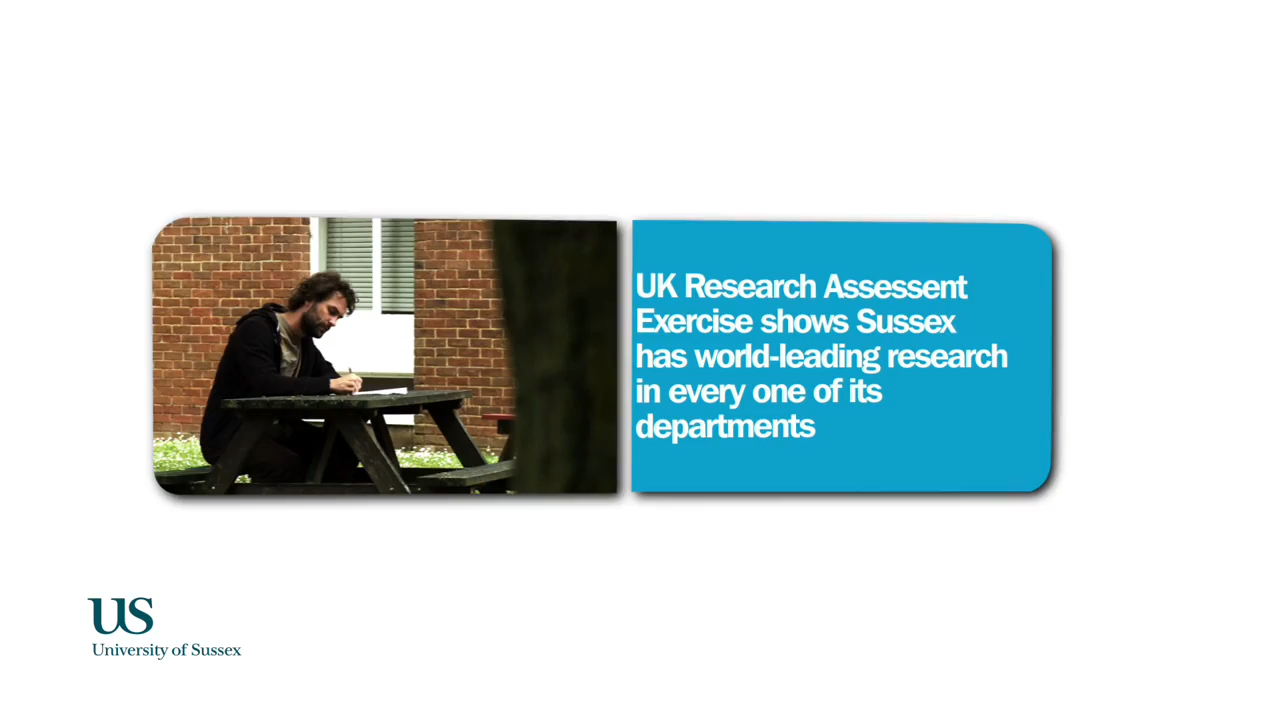 UK Research Assessent
Exercise shows Sussex
has world-leading research
in every one of its
departments
US
University of Sussex